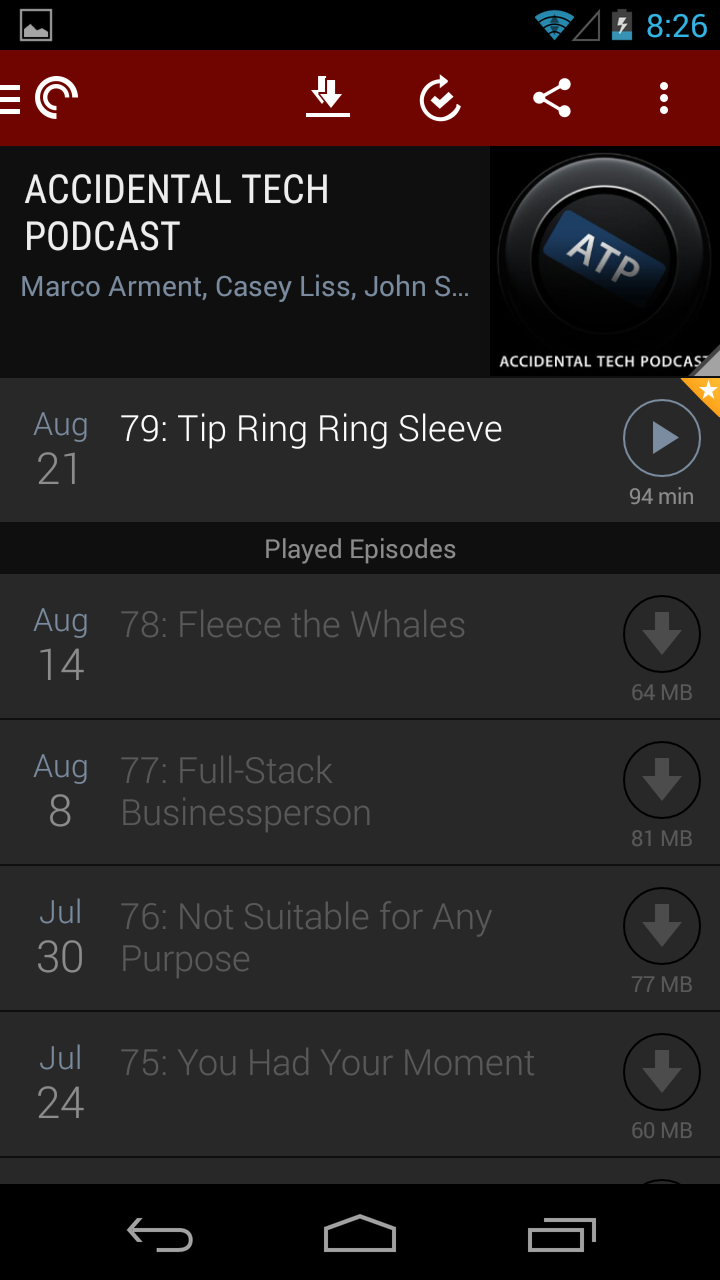 8:26
ACCIDENTAL TECH
PODCAST
Marco Arment, Casey Liss, John S...
ATP
ACCIDENTAL TECH PODCAST
Aug
21
79: Tip Ring Ring Sleeve
94 min
Played Episodes
Aug
14
78: Fleece the Whales
64 MB
Aug
8
77: Full-Stack
Businessperson
81 MB
Jul
30
76: Not Suitable for Any
Purpose
77 MB
Jul
24
75: You Had Your Moment
60 MB